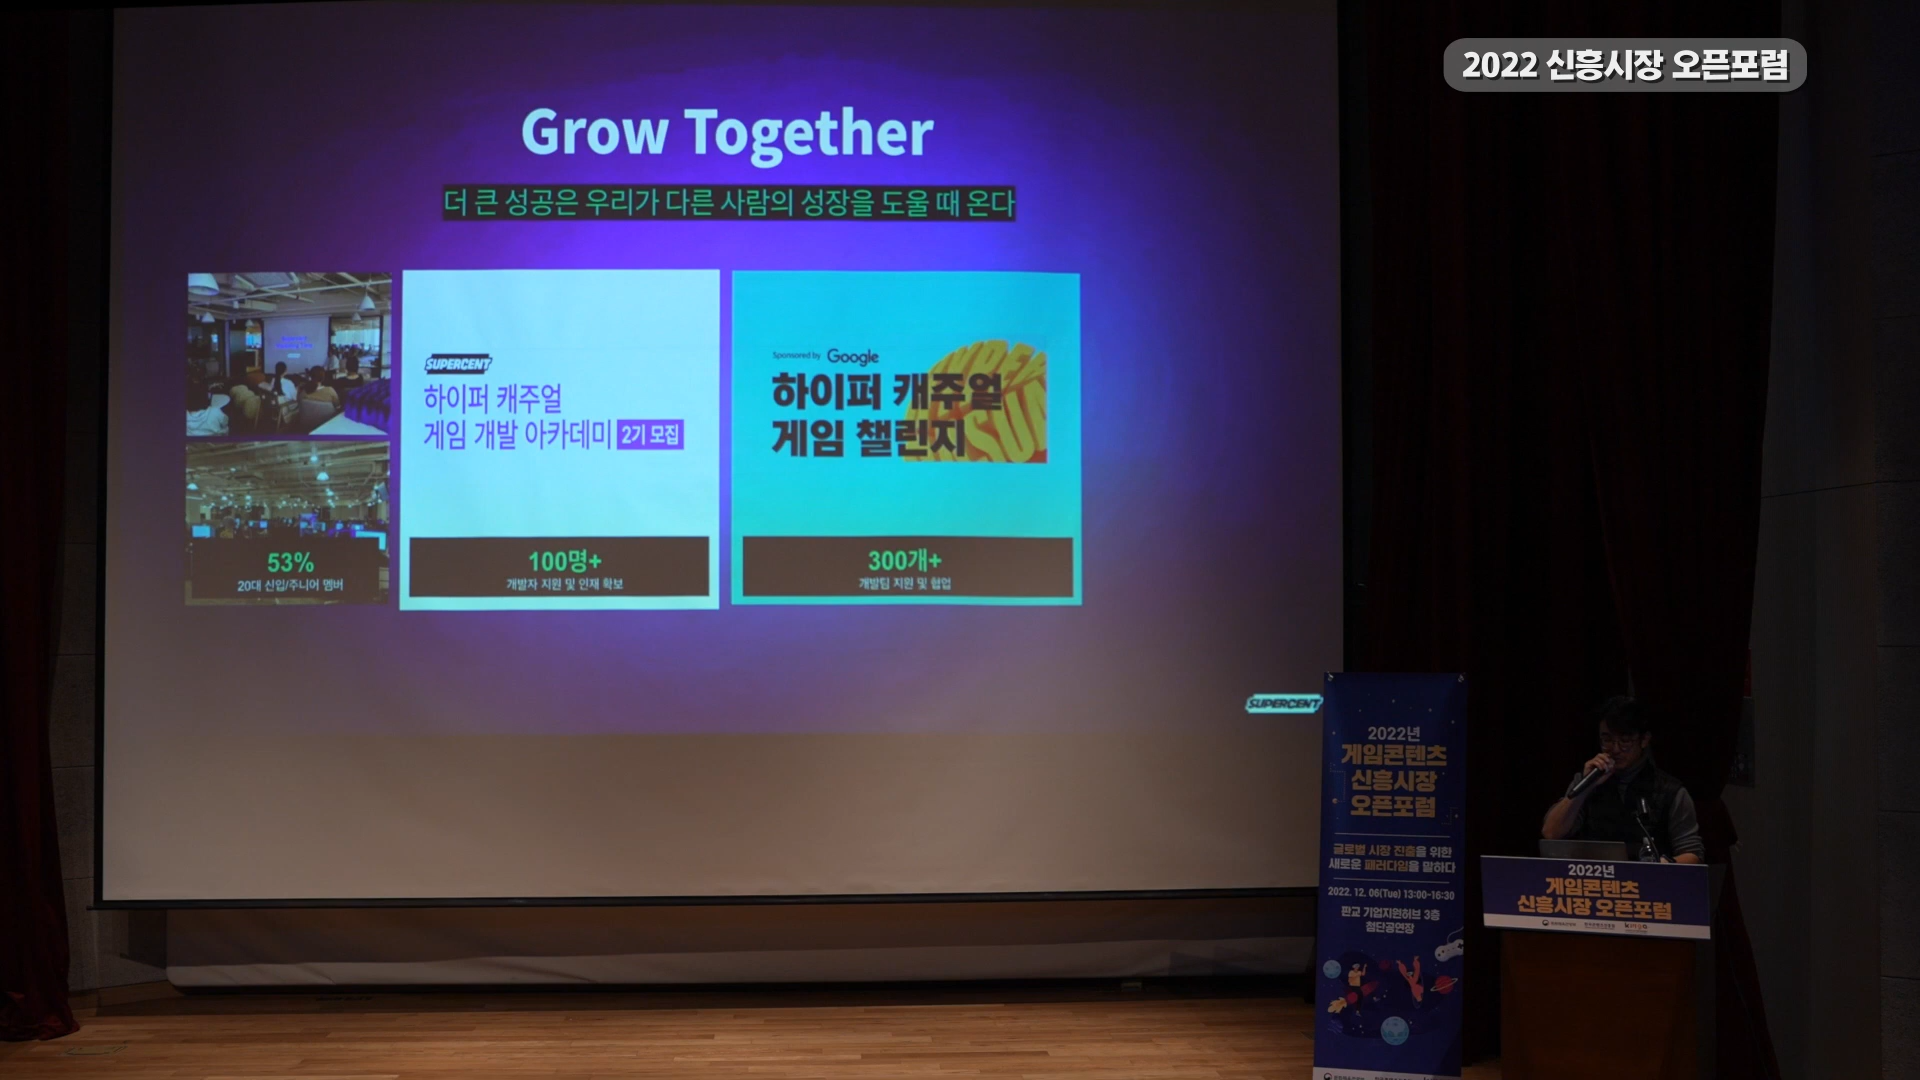 2022 신흥시장 오픈포럼
Grow Together
더 큰 성공은 우리가 다른 사람의 성장을 도울 때 온다
53%
20대 신입/주니어 멤버
SUPERCENT
하이퍼 캐주얼
게임 개발 아카데미 2기 모집
100명+
개발자 지원 및 인재 확보
Sponsored by Google
하이퍼 캐주얼
게임 챌린지
300개+
개발팀 지원 및 협업
SUPERCENT
2022년
게임콘텐츠
신흥시장
오픈포럼
글로벌 시장 진출을 위한
새로운 패러다임을 말하다
2022. 12. 06(Tue) 13:00~16:30
판교 기업지원허브 3층
첨단공연장
2022년
게임콘텐츠
신흥시장 오픈포럼